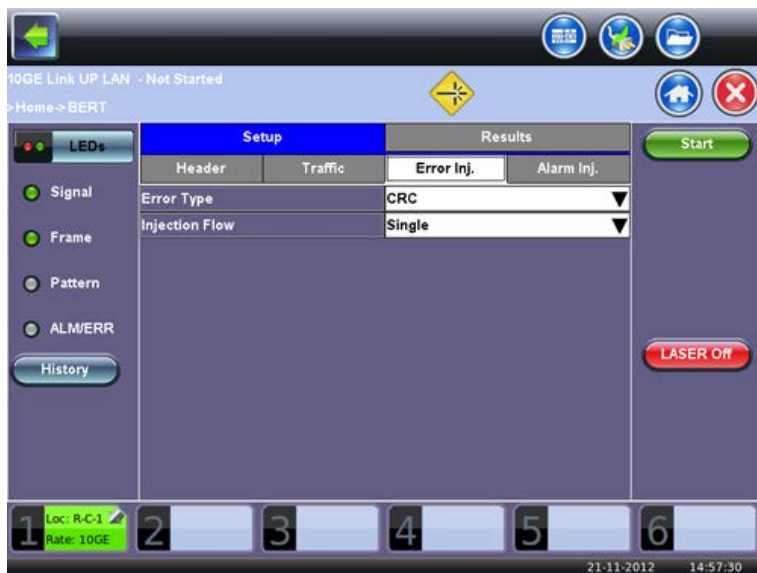 10GE Link UP LAN - Not Started
>Home->BERT
LEDs
Setup
Results
Start
Header
Traffic
Error Inj.
Alarm Inj.
Signal
Error Type
CRC
Injection Flow
Single
Frame
Pattern
ALM/ERR
LASER Off
History
1
Loc: R-C-1
Rate: 10GE
2
3
4
5
6
21-11-2012 14:57:30